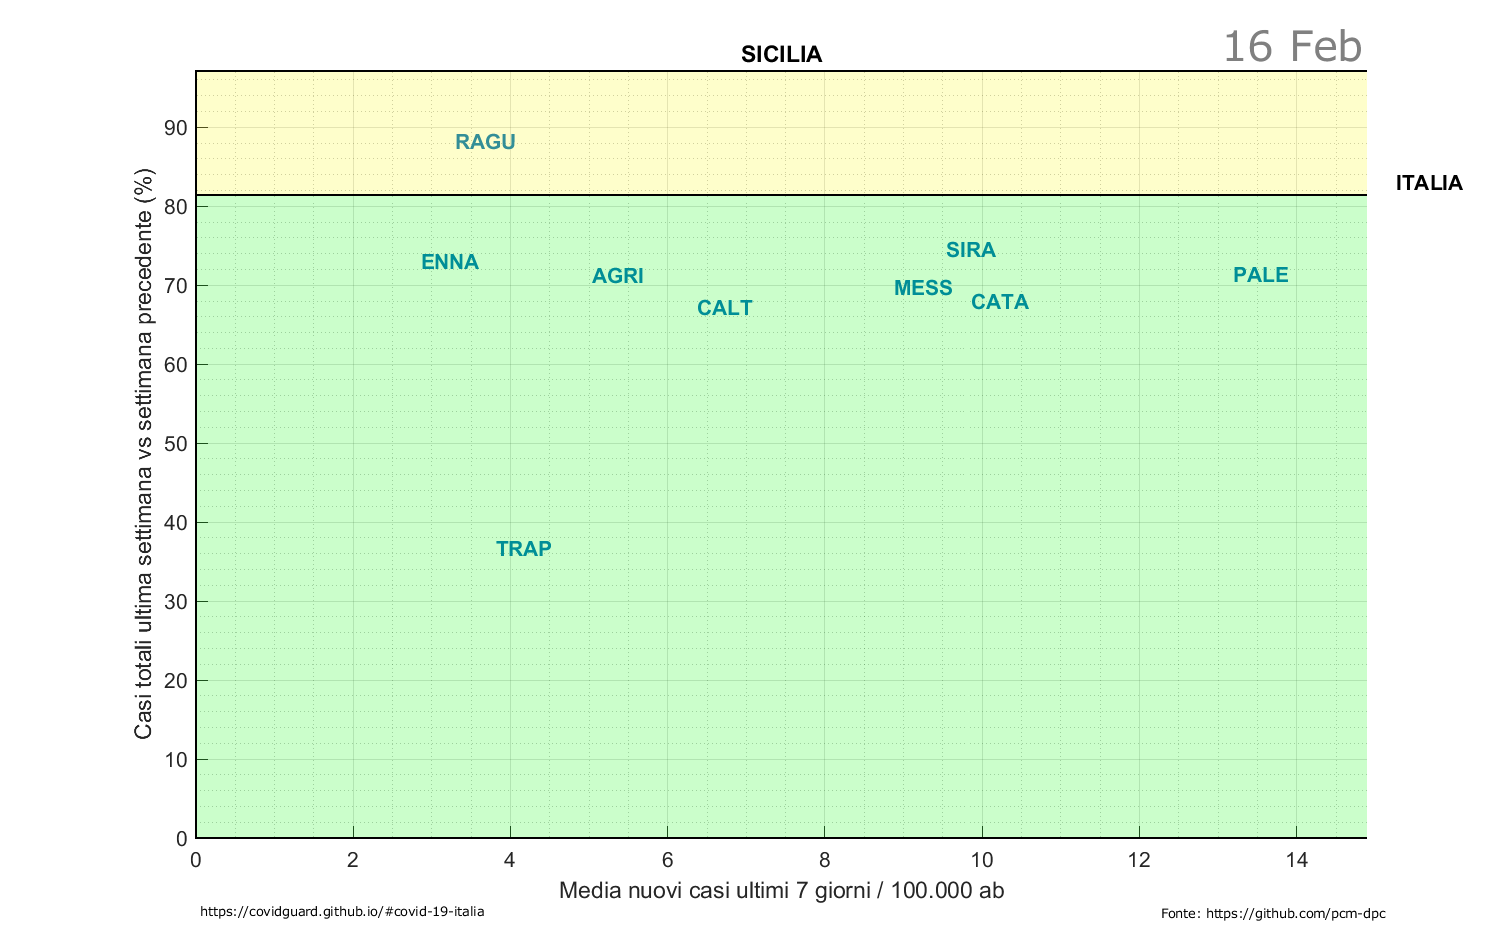 16 Feb
SICILIA
90
RAGU
ITALIA
80
SIRA
ENNA
AGRI
PALE
70
MESS
CATA
CALT
60
50
40
TRAP
30
20
10
0
Casi totali ultima settimana vs settimana precedente (%)
0 2 4 6 8 10 12 14
Media nuovi casi ultimi 7 giorni / 100.000 ab
https://covidguard.github.io/#covid-19-italia
Fonte: https://github.com/pcm-dpc